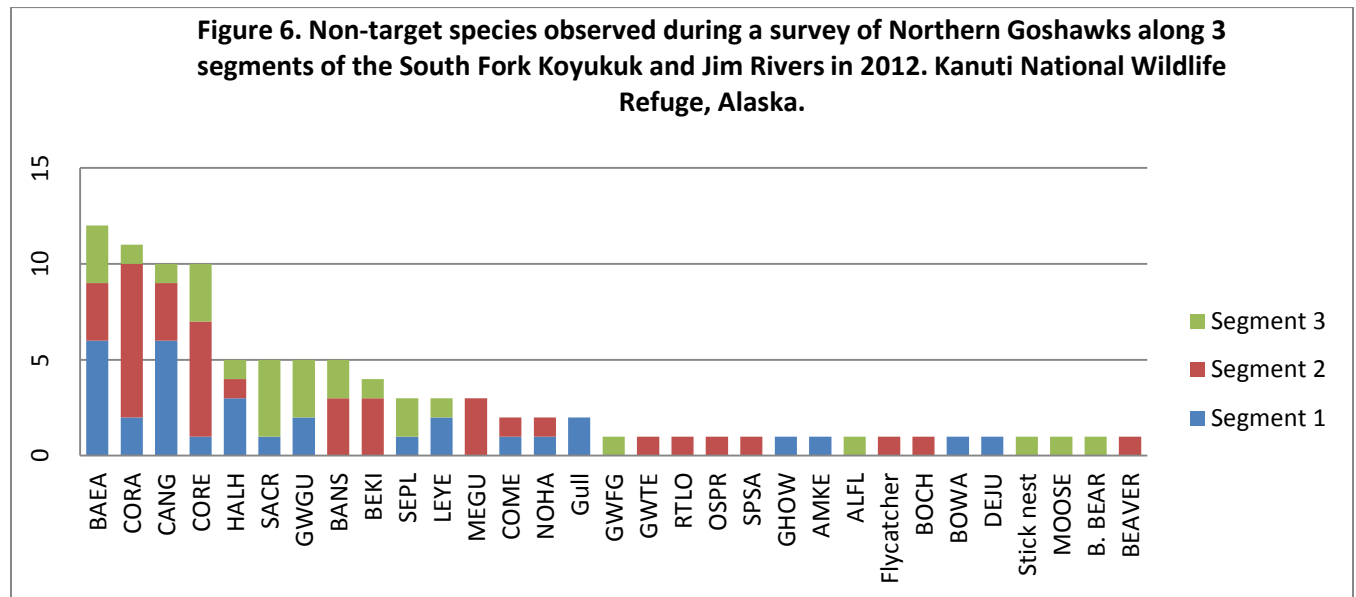 Figure 6. Non-target species observed during a survey of Northern Goshawks along 3
segments of the South Fork Koyukuk and Jim Rivers in 2012. Kanuti National Wildlife
Refuge, Alaska.
15
10
5
0
Segment 3
Segment 2
Segment 1
BAEA
CORA
CANG
CORE
HALH
SACR
GWGU
BANS
BEKI
SEPL
LEYE
MEGU
COME
NOHA
Gull
GWFG
GWTE
RTLO
OSPR
SPSA
GHOW
AMKE
ALFL
Flycatcher
BOCH
BOWA
DEJU
Stick nest
MOOSE
B. BEAR
BEAVER